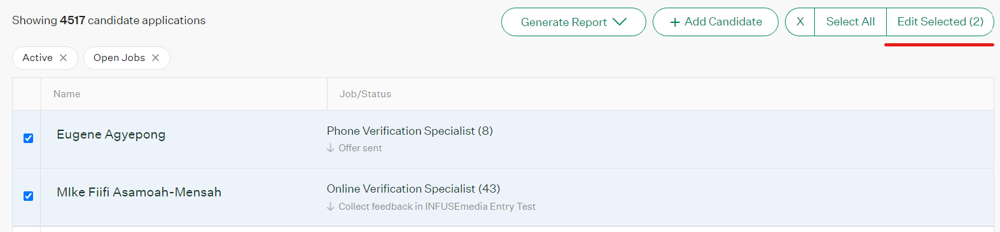 Showing 4517 candidate applications
Generate Report
+ Add Candidate
X
Select All
Edit Selected (2)
Active ×
Open Jobs ×
Name
Job/Status
Eugene Agyepong
Phone Verification Specialist (8)
Offer sent
MIke Fiifi Asamoah-Mensah
Online Verification Specialist (43)
Collect feedback in INFUSEmedia Entry Test